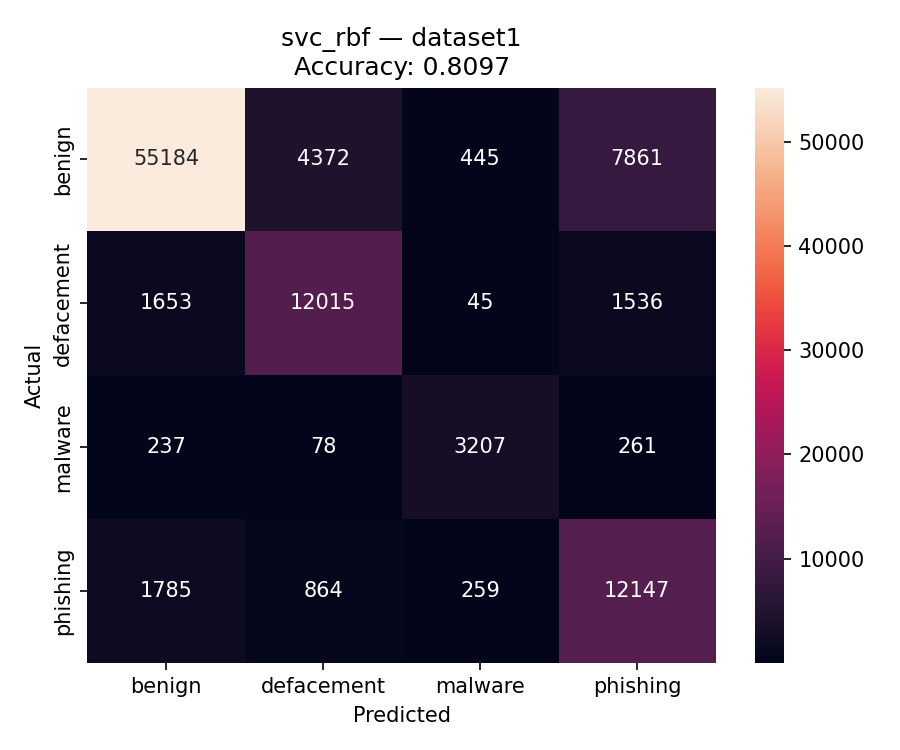 svc_rbf — dataset1
Accuracy: 0.8097
benign
55184 4372 445 7861
defacement
1653 12015 45 1536
malware
237 78 3207 261
phishing
1785 864 259 12147
Actual
benign defacement malware phishing
Predicted
50000
40000
30000
20000
10000